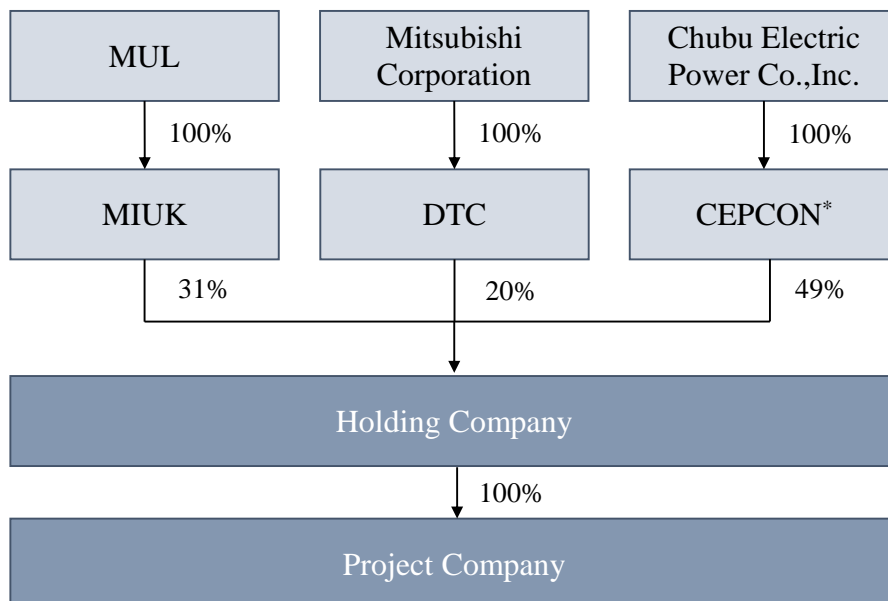 MUL
Mitsubishi
Corporation
Chubu Electric
Power Co.,Inc.
100%
100%
100%
MIUK
DTC
CEPCON*
31%
20%
49%
Holding Company
100%
Project Company